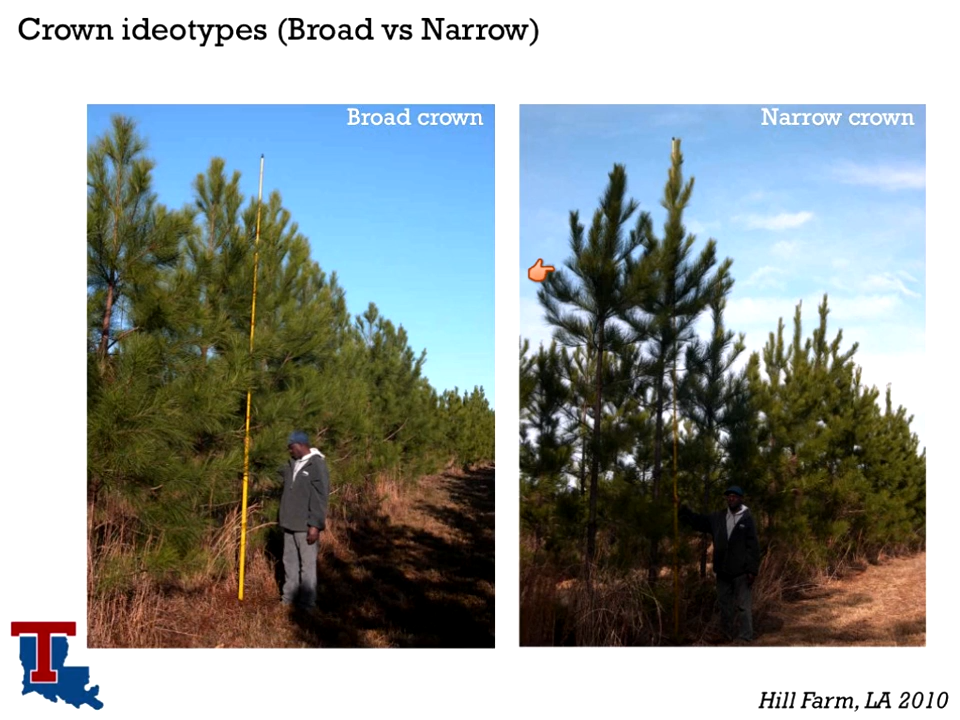 Crown ideotypes (Broad vs Narrow)
Broad crown
Narrow crown
T
Hill Farm, LA 2010